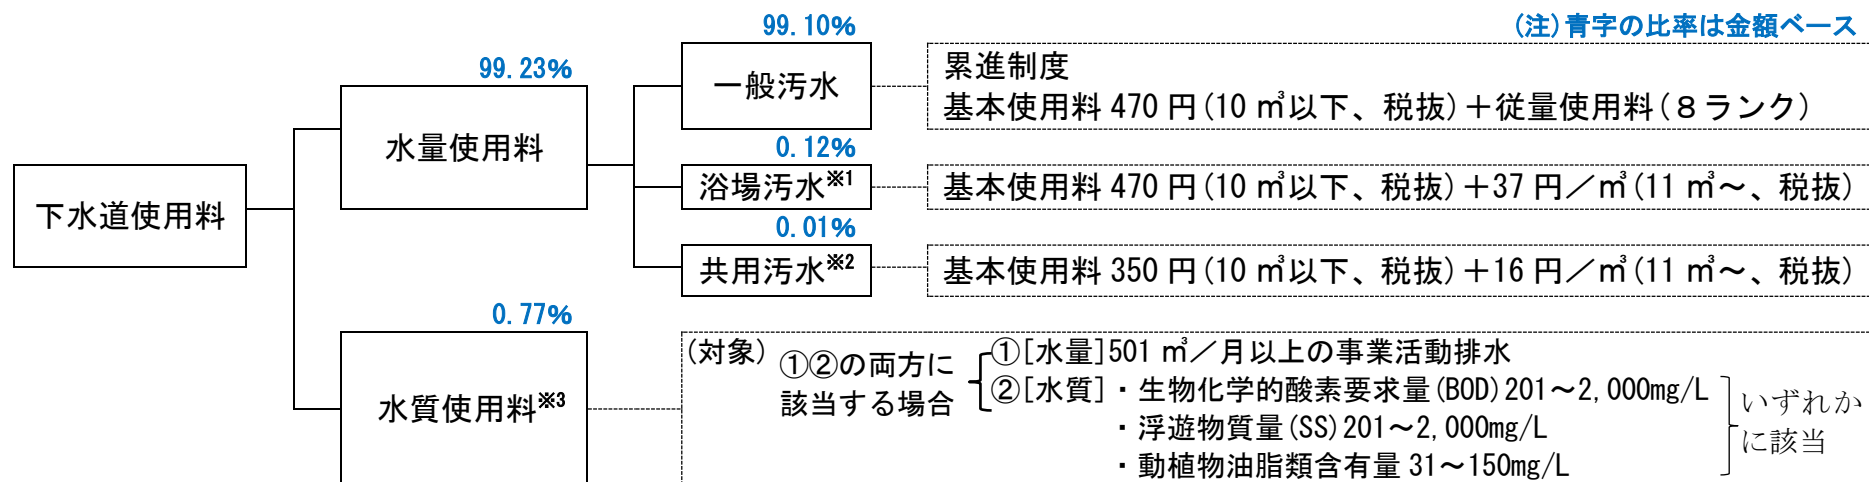 (注)青字の比率は金額ベース
下水道使用料
99.23%
水量使用料
99.10%
一般汚水
累進制度
基本使用料 470 円(10 ㎥以下、税抜)+従量使用料(8ランク)
0.12%
浴場汚水※1
基本使用料 470 円(10 ㎥以下、税抜)+37 円/㎥(11 ㎥~、税抜)
0.01%
共用汚水※2
基本使用料 350 円(10 ㎥以下、税抜)+16 円/㎥(11 ㎥~、税抜)
0.77%
水質使用料※3
(対象)
①②の両方に
該当する場合
①[水量]501 ㎥/月以上の事業活動排水
②[水質]・生物化学的酸素要求量(BOD)201~2,000mg/L
・浮遊物質量(SS)201~2,000mg/L
・動植物油脂類含有量 31~150mg/L
いずれか
に該当